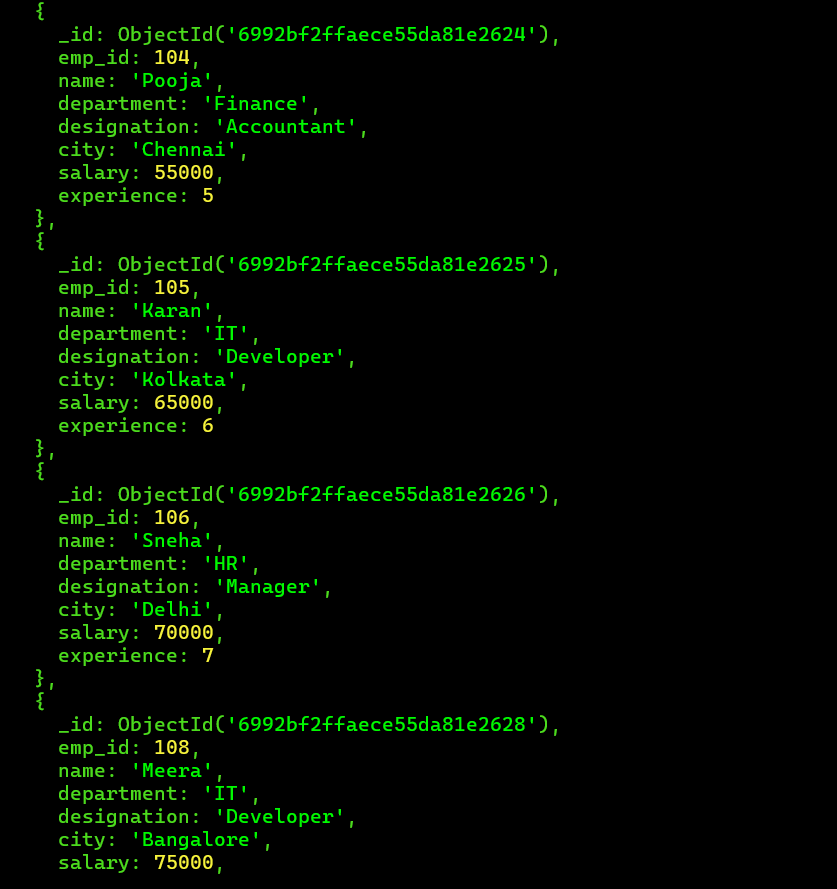 {
_id: ObjectId('6992bf2ffaece55da81e2624'),
emp_id: 104,
name: 'Pooja',
department: 'Finance',
designation: 'Accountant',
city: 'Chennai',
salary: 55000,
experience: 5
},
{
_id: ObjectId('6992bf2ffaece55da81e2625'),
emp_id: 105,
name: 'Karan',
department: 'IT',
designation: 'Developer',
city: 'Kolkata',
salary: 65000,
experience: 6
},
{
_id: ObjectId('6992bf2ffaece55da81e2626'),
emp_id: 106,
name: 'Sneha',
department: 'HR',
designation: 'Manager',
city: 'Delhi',
salary: 70000,
experience: 7
},
{
_id: ObjectId('6992bf2ffaece55da81e2628'),
emp_id: 108,
name: 'Meera',
department: 'IT',
designation: 'Developer',
city: 'Bangalore',
salary: 75000,